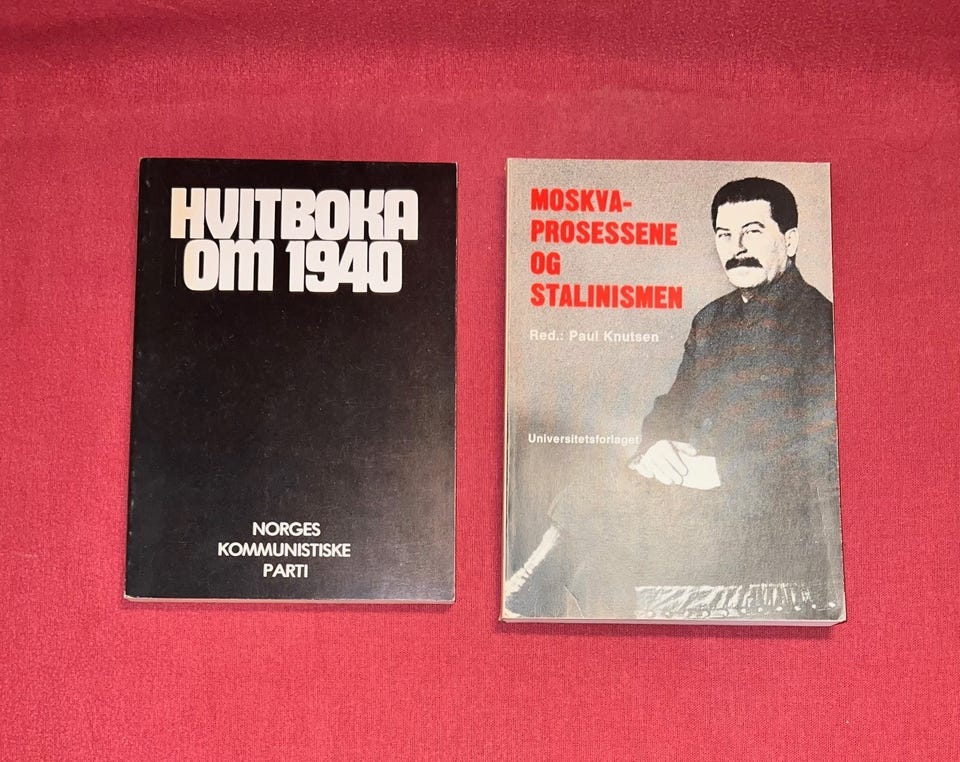 HVITBOKA
OM 1940
NORGES
KOMMUNISTISKE
PARTI
MOSKVA-
PROSESSENE
OG
STALINISMEN
Red.: Paul Knutsen
Universitetsforlaget